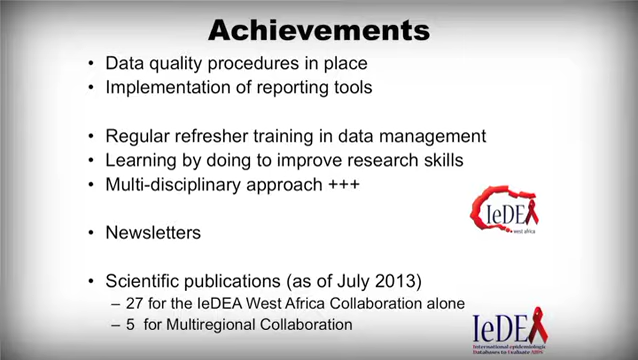 Achievements
• Data quality procedures in place
• Implementation of reporting tools
• Regular refresher training in data management
• Learning by doing to improve research skills
• Multi-disciplinary approach +++
IeDEA
west africa
• Newsletters
• Scientific publications (as of July 2013)
– 27 for the IeDEA West Africa Collaboration alone
– 5 for Multiregional Collaboration
IeDEA
International epidemiologic
Databases to Evaluate AIDS